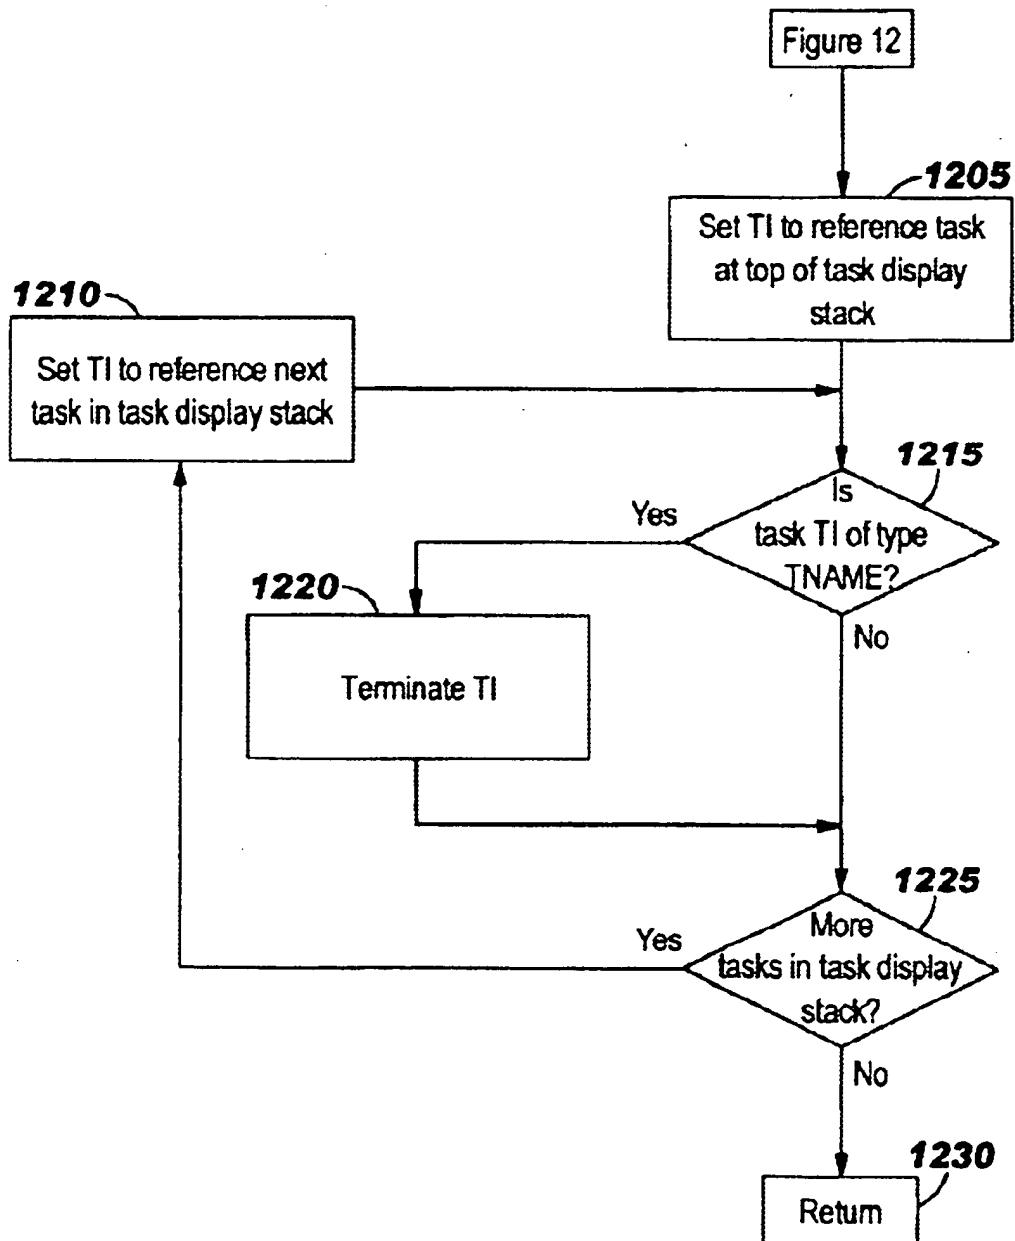 Figure 12
1205
Set TI to reference task
at top of task display
stack
1210
Set TI to reference next
task in task display stack
1215
Is
task TI of type
TNAME?
Yes
No
1220
Terminate TI
1225
More
tasks in task display
stack?
Yes
No
1230
Return